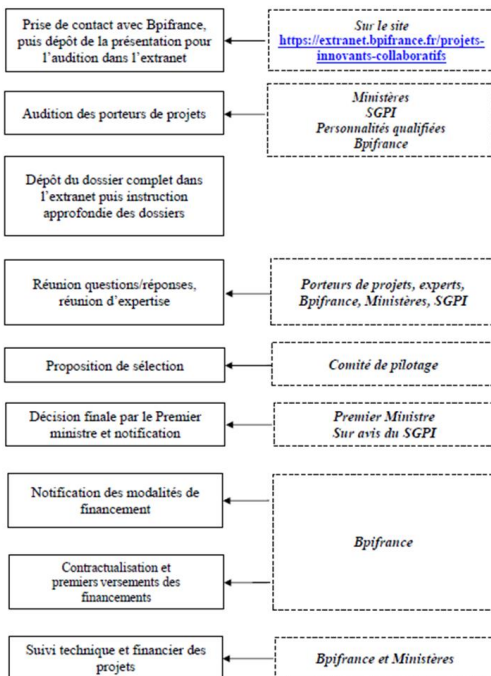 Prise de contact avec Bpifrance,
puis dépôt de la présentation pour
l'audition dans l'extranet
Sur le site
https://extranet.bpifrance.fr/projets-
innovants-collaboratifs
Audition des porteurs de projets
Ministères
SGPI
Personnalités qualifiées
Bpifrance
Dépôt du dossier complet dans
l'extranet puis instruction
approfondie des dossiers
Réunion questions/réponses,
réunion d'expertise
Porteurs de projets, experts,
Bpifrance, Ministères, SGPI
Proposition de sélection
Comité de pilotage
Décision finale par le Premier
ministre et notification
Premier Ministre
Sur avis du SGPI
Notification des modalités de
financement
Bpifrance
Contractualisation et
premiers versements des
financements
Suivi technique et financier des
projets
Bpifrance et Ministères